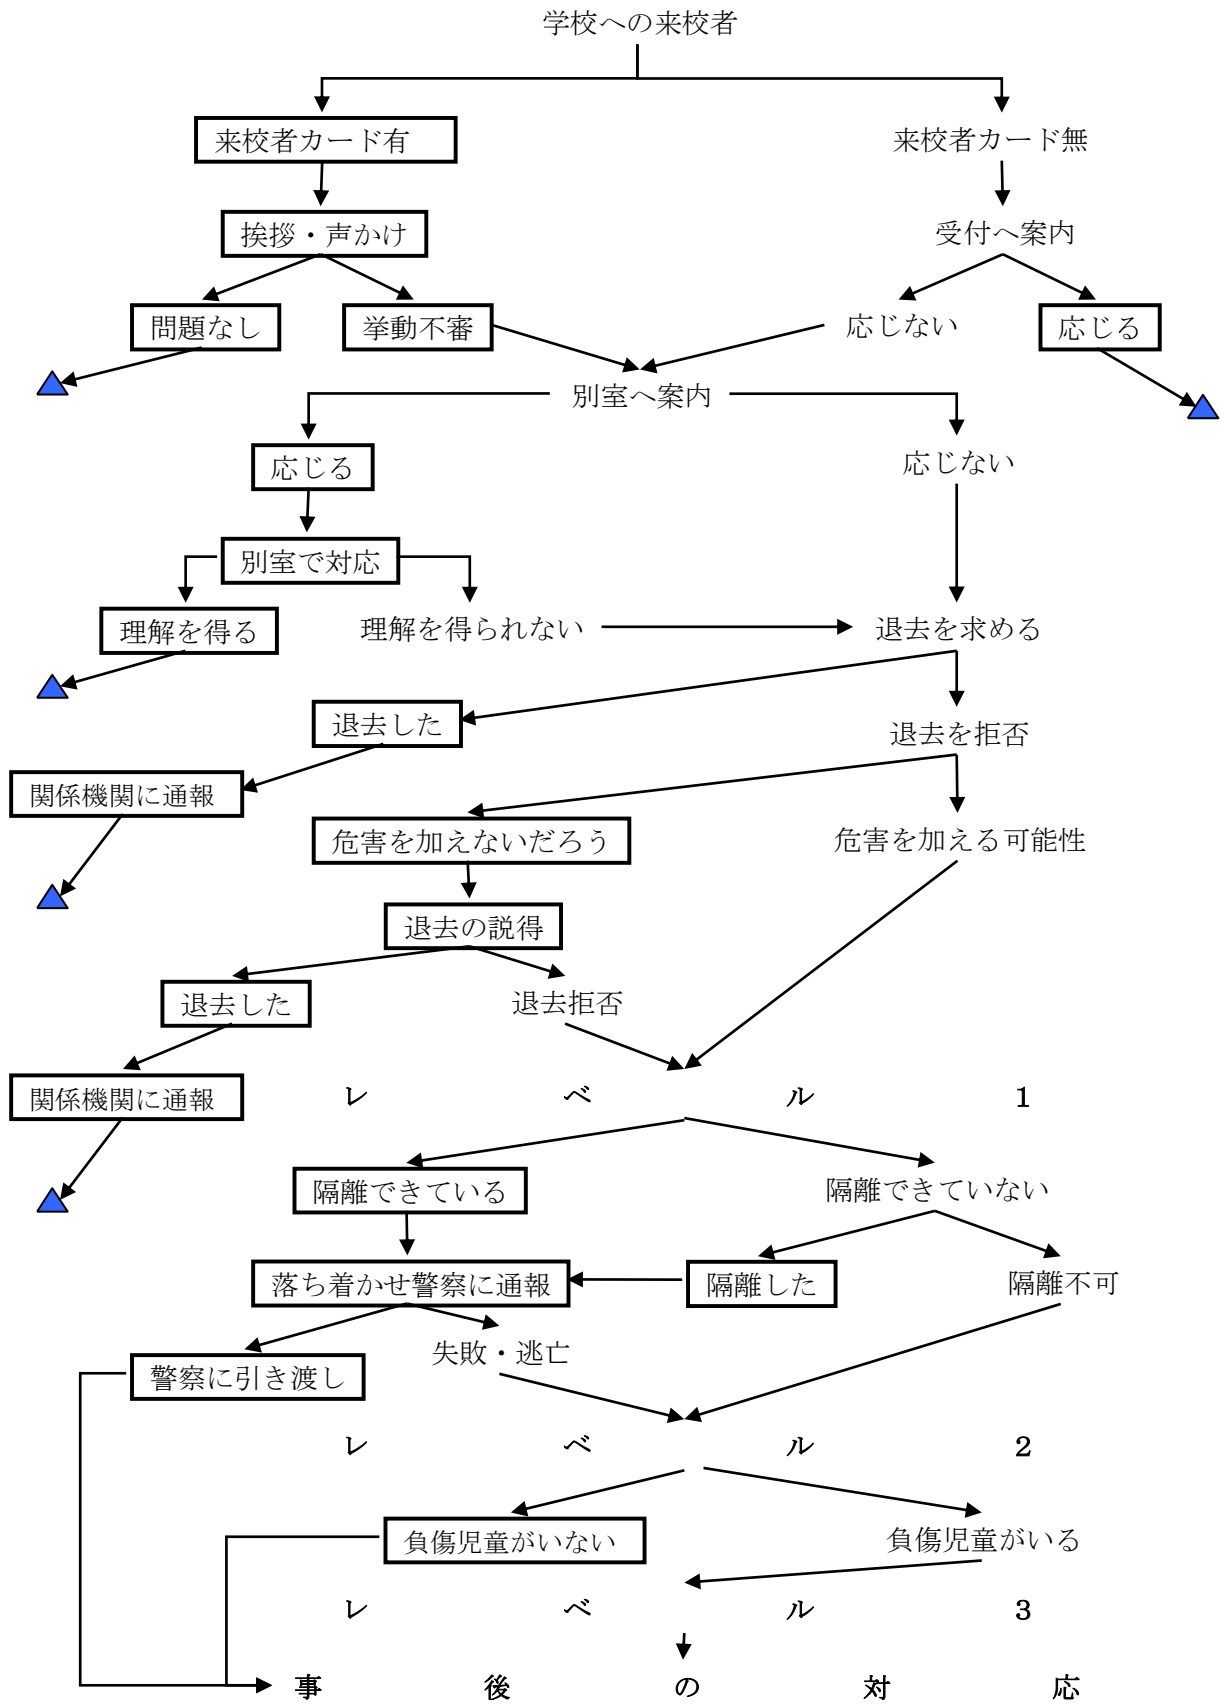 学校への来校者
来校者カード有
来校者カード無
挨拶・声かけ
受付へ案内
問題なし
挙動不審
応じない
応じる
別室へ案内
応じる
応じない
別室で対応
理解を得る
理解を得られない
退去を求める
退去した
退去を拒否
関係機関に通報
危害を加えないだろう
危害を加える可能性
退去の説得
退去した
退去拒否
関係機関に通報
レベル1
隔離できている
隔離できていない
落ち着かせ警察に通報
隔離した
隔離不可
失敗・逃亡
警察に引き渡し
レベル2
負傷児童がいない
負傷児童がいる
レベル3
事後の対応